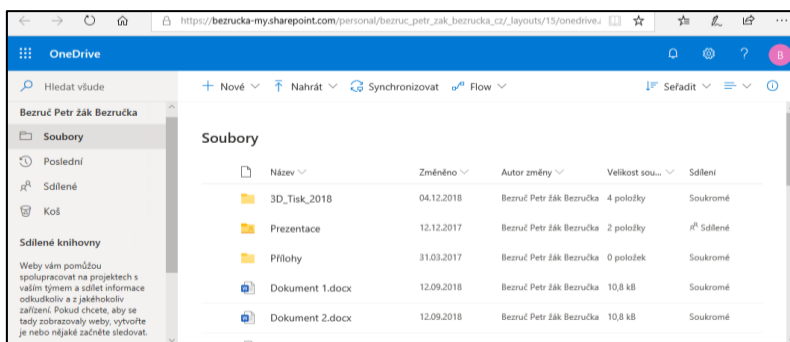 https://bezrucka-my.sharepoint.com/personal/bezruc_petr_zak_bezrucka_cz/_layouts/15/onedrive.
OneDrive
B
Hledat všude
Nové
Nahrát
Synchronizovat
Flow
Seřadit
Bezruč Petr žák Bezručka
Soubory
Poslední
Sdílené
Koš
Sdílené knihovny
Weby vám pomůžou
spolupracovat na projektech s
vaším týmem a sdílet informace
odkudkoliv a z jakéhokoliv
zařízení. Pokud chcete, aby se
tady zobrazovaly weby, vytvořte
je nebo nějaké začněte sledovat.
Soubory
Název Změněno Autor změny Velikost sou... Sdílení
3D_Tisk_2018 04.12.2018 Bezruč Petr žák Bezručka 4 položky Soukromé
Prezentace 12.12.2017 Bezruč Petr žák Bezručka 2 položky Sdílené
Přílohy 31.03.2017 Bezruč Petr žák Bezručka 0 položek Soukromé
Dokument 1.docx 12.09.2018 Bezruč Petr žák Bezručka 10,8 kB Soukromé
Dokument 2.docx 12.09.2018 Bezruč Petr žák Bezručka 10,8 kB Soukromé